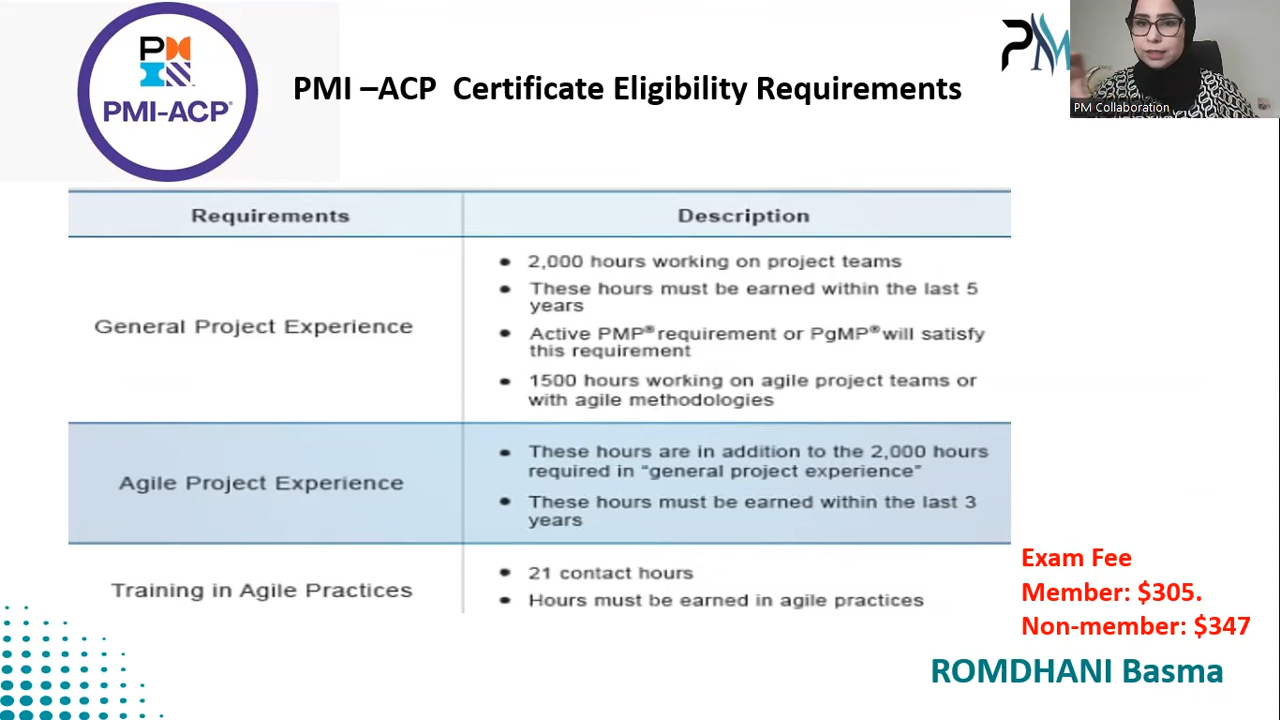 PM
PMI-ACP®
PMI –ACP Certificate Eligibility Requirements
PM
PM Collaboration
Requirements
Description
General Project Experience
• 2,000 hours working on project teams
• These hours must be earned within the last 5
years
• Active PMP® requirement or PgMP® will satisfy
this requirement
• 1500 hours working on agile project teams or
with agile methodologies
Agile Project Experience
• These hours are in addition to the 2,000 hours
required in "general project experience"
• These hours must be earned within the last 3
years
Training in Agile Practices
• 21 contact hours
• Hours must be earned in agile practices
Exam Fee
Member: $305.
Non-member: $347
ROMDHANI Basma